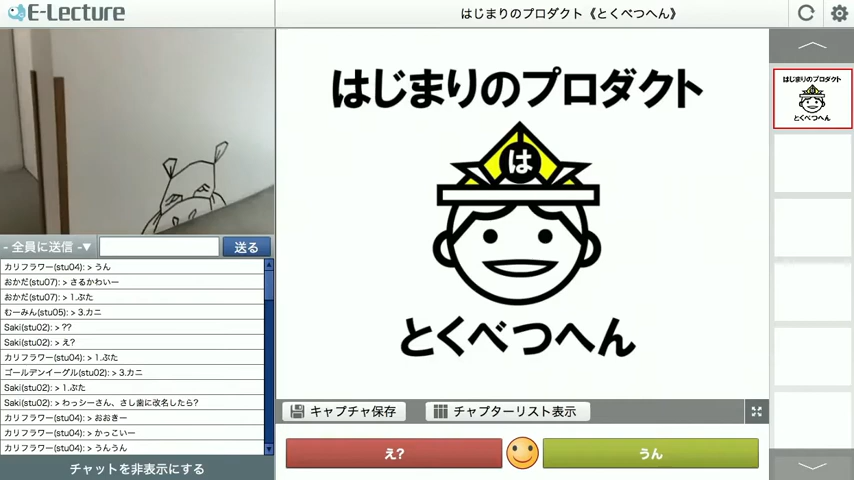 E-Lecture
はじまりのプロダクト《とくべつへん》
はじまりのプロダクト
は
とくべつへん
はじまりのプロダクト
は
とくべつへん
- 全員に送信 -▼
送る
カリフラワー(stu04): > うん
おかだ(stu07): > さるかわいー
おかだ(stu07): > 1.ぶた
むーみん(stu05): > 3.カニ
Saki(stu02): > ??
Saki(stu02): > え?
カリフラワー(stu04): > 1.ぶた
ゴールデンイーグル(stu02): > 3.カニ
Saki(stu02): > 1.ぶた
Saki(stu02): > わっシーさん、さし歯に改名したら?
カリフラワー(stu04): > おおきー
カリフラワー(stu04): > かっこいー
カリフラワー(stu04): > うんうん
チャットを非表示にする
キャプチャ保存
チャプターリスト表示
え?
うん